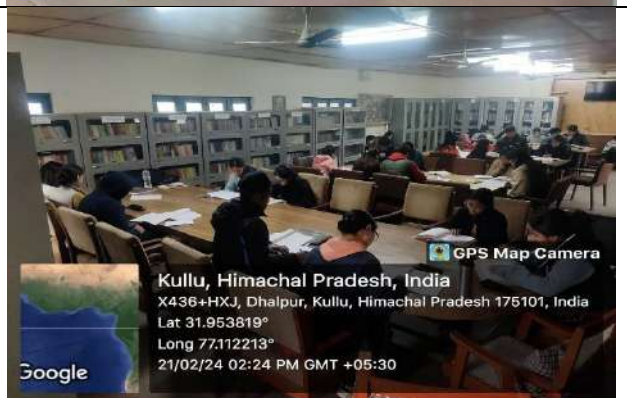 GPS Map Camera
Kullu, Himachal Pradesh, India
X436+HXJ, Dhalpur, Kullu, Himachal Pradesh 175101, India
Lat 31.953819°
Long 77.112213°
21/02/24 02:24 PM GMT +05:30
Google